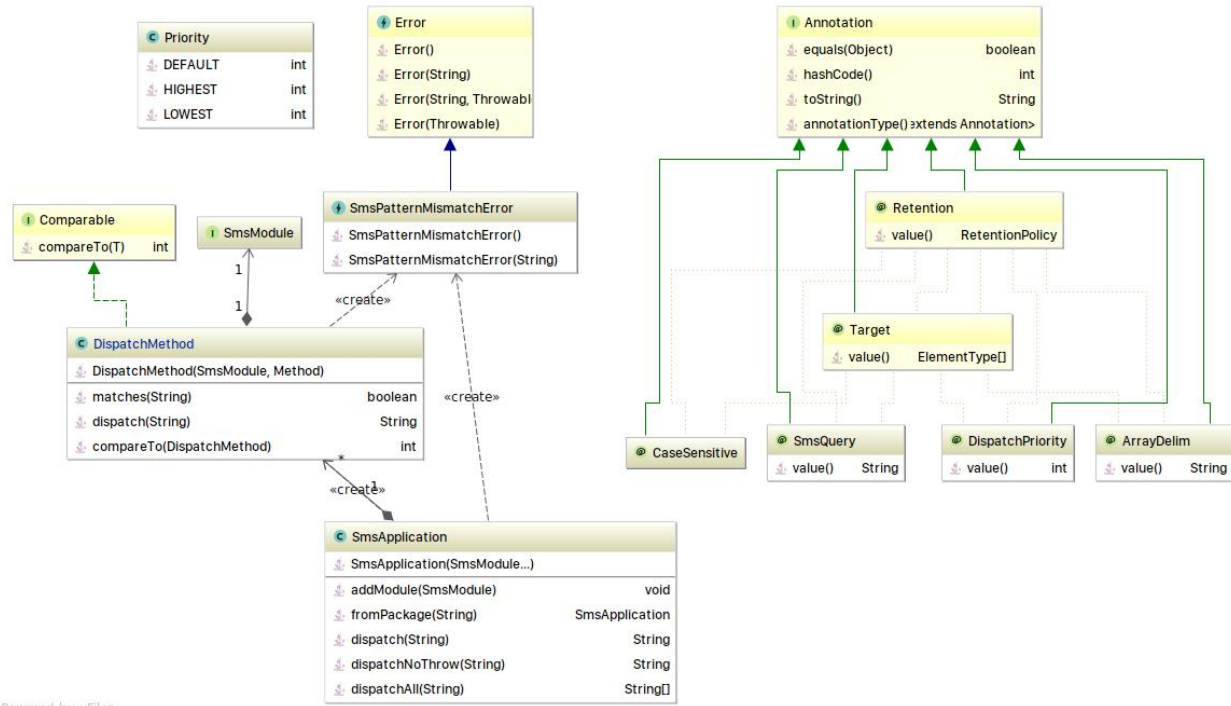 Priority
DEFAULT int
HIGHEST int
LOWEST int
Error
Error()
Error(String)
Error(String, Throwabl
Error(Throwable)
Annotation
equals(Object) boolean
hashCode() int
toString() String
annotationType() extends Annotation>
Comparable
compareTo(T) int
SmsModule
SmsPatternMismatchError
SmsPatternMismatchError()
SmsPatternMismatchError(String)
Retention
value() RetentionPolicy
1
1
«create»
Target
value() ElementType[]
DispatchMethod
DispatchMethod(SmsModule, Method)
matches(String) boolean
dispatch(String) String
compareTo(DispatchMethod) int
«create»
CaseSensitive
SmsQuery
value() String
DispatchPriority
value() int
ArrayDelim
value() String
*
«create»
1
SmsApplication
SmsApplication(SmsModule...)
addModule(SmsModule) void
fromPackage(String) SmsApplication
dispatch(String) String
dispatchNoThrow(String) String
dispatchAll(String) String[]